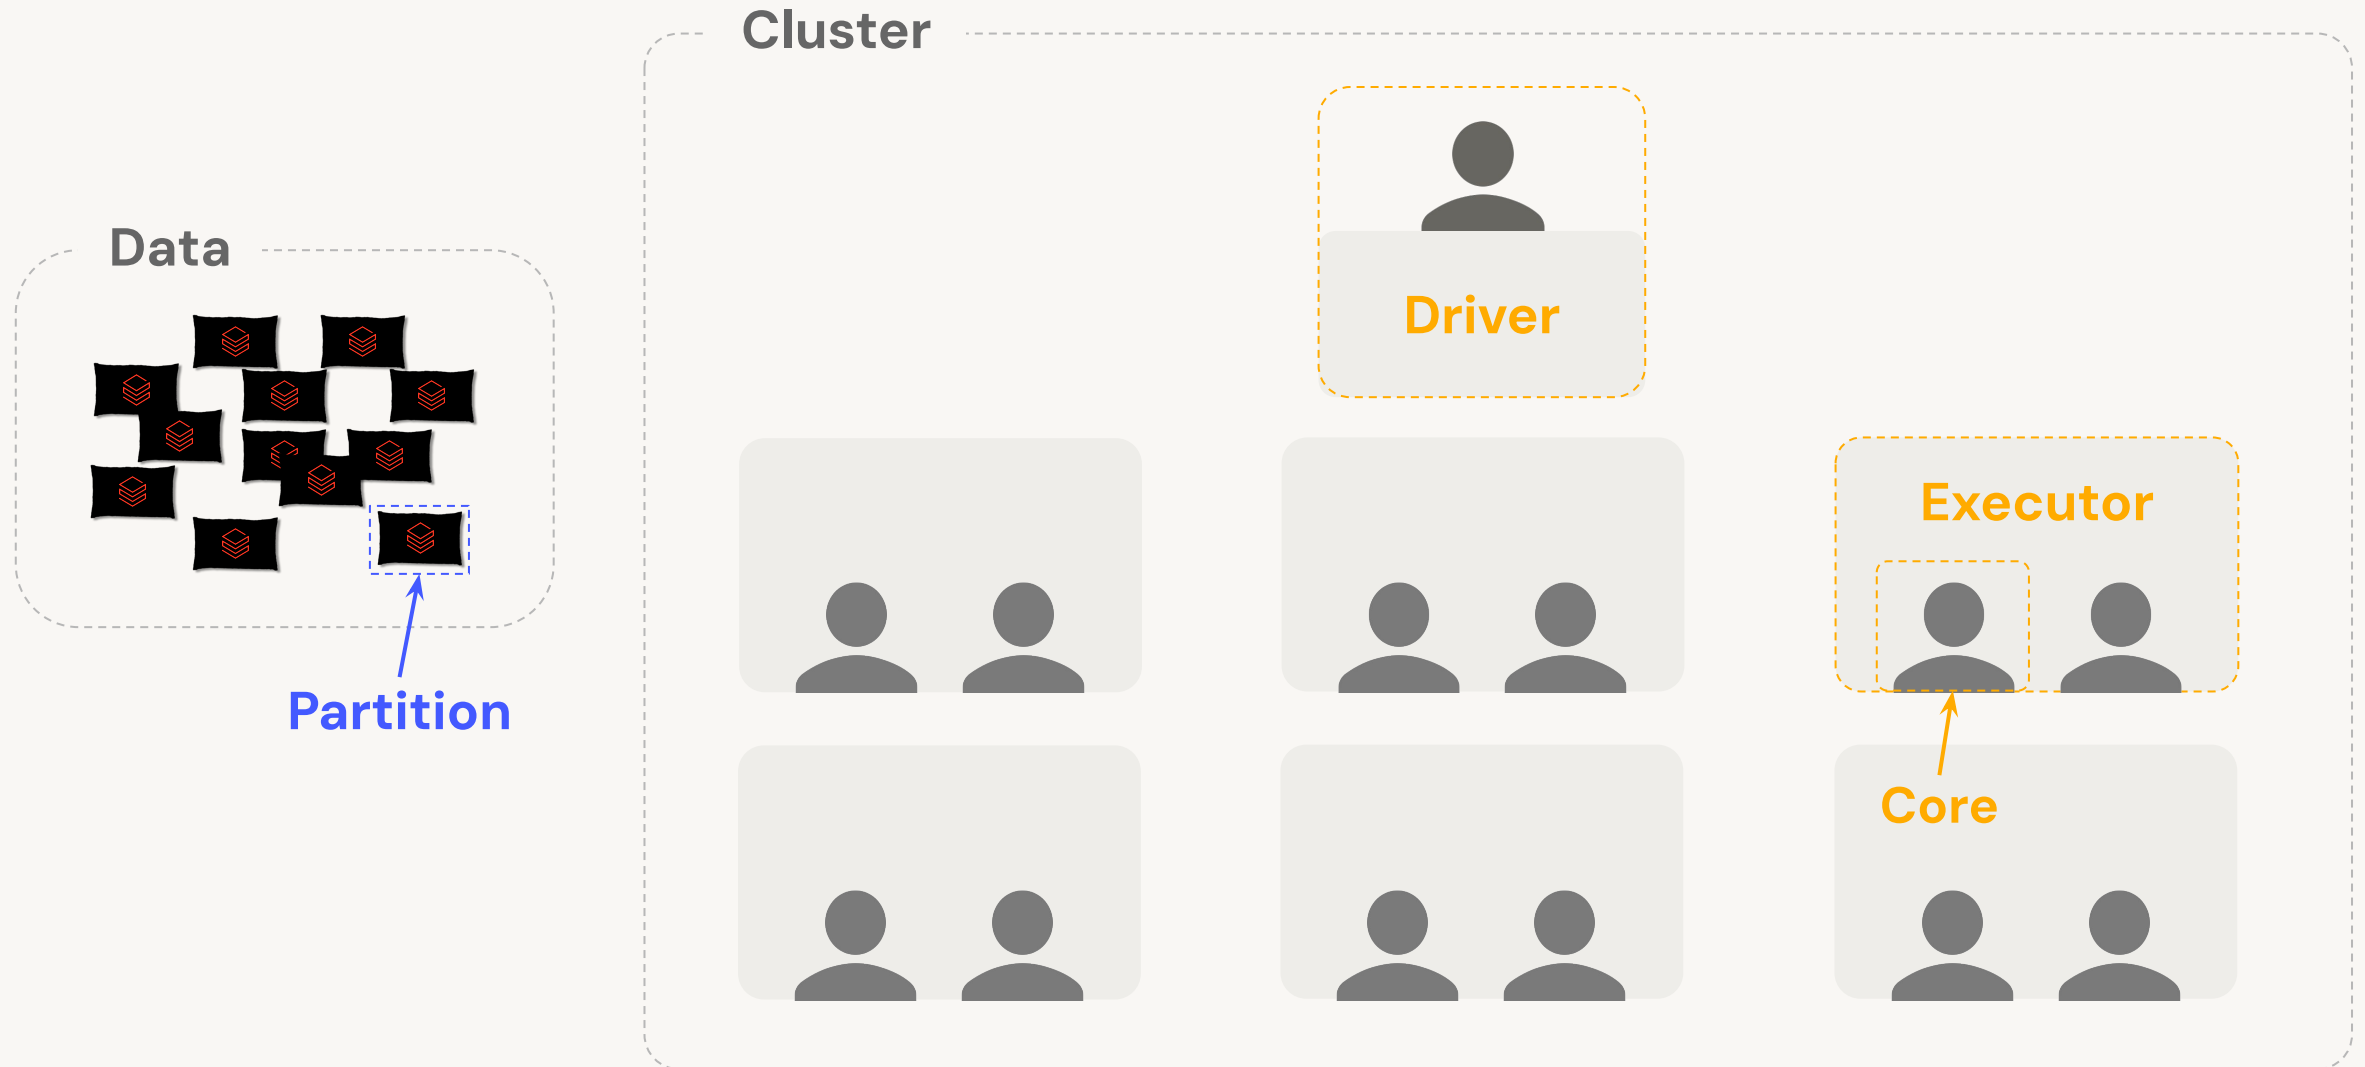 Cluster
Data
Driver
Executor
Partition
Core